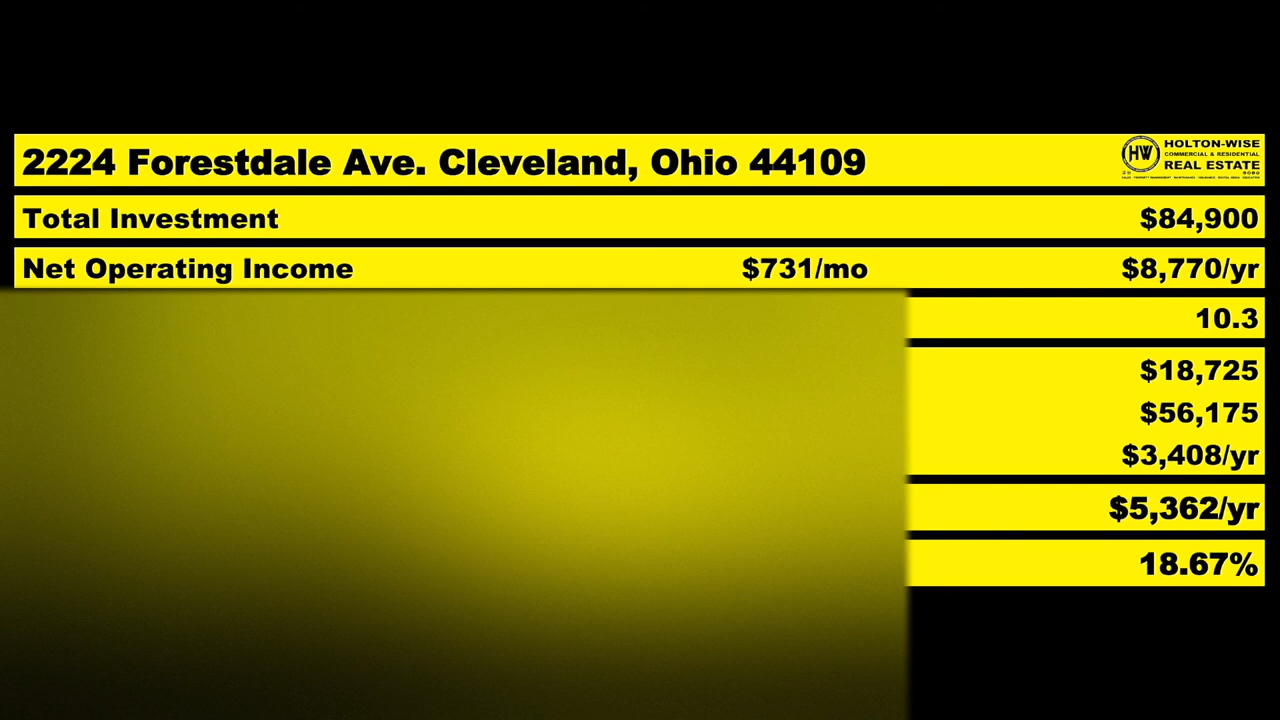 2224 Forestdale Ave. Cleveland, Ohio 44109
HW
HOLTON-WISE
COMMERCIAL & RESIDENTIAL
REAL ESTATE
Total Investment $84,900
Net Operating Income $731/mo $8,770/yr
10.3
$18,725
$56,175
$3,408/yr
$5,362/yr
18.67%